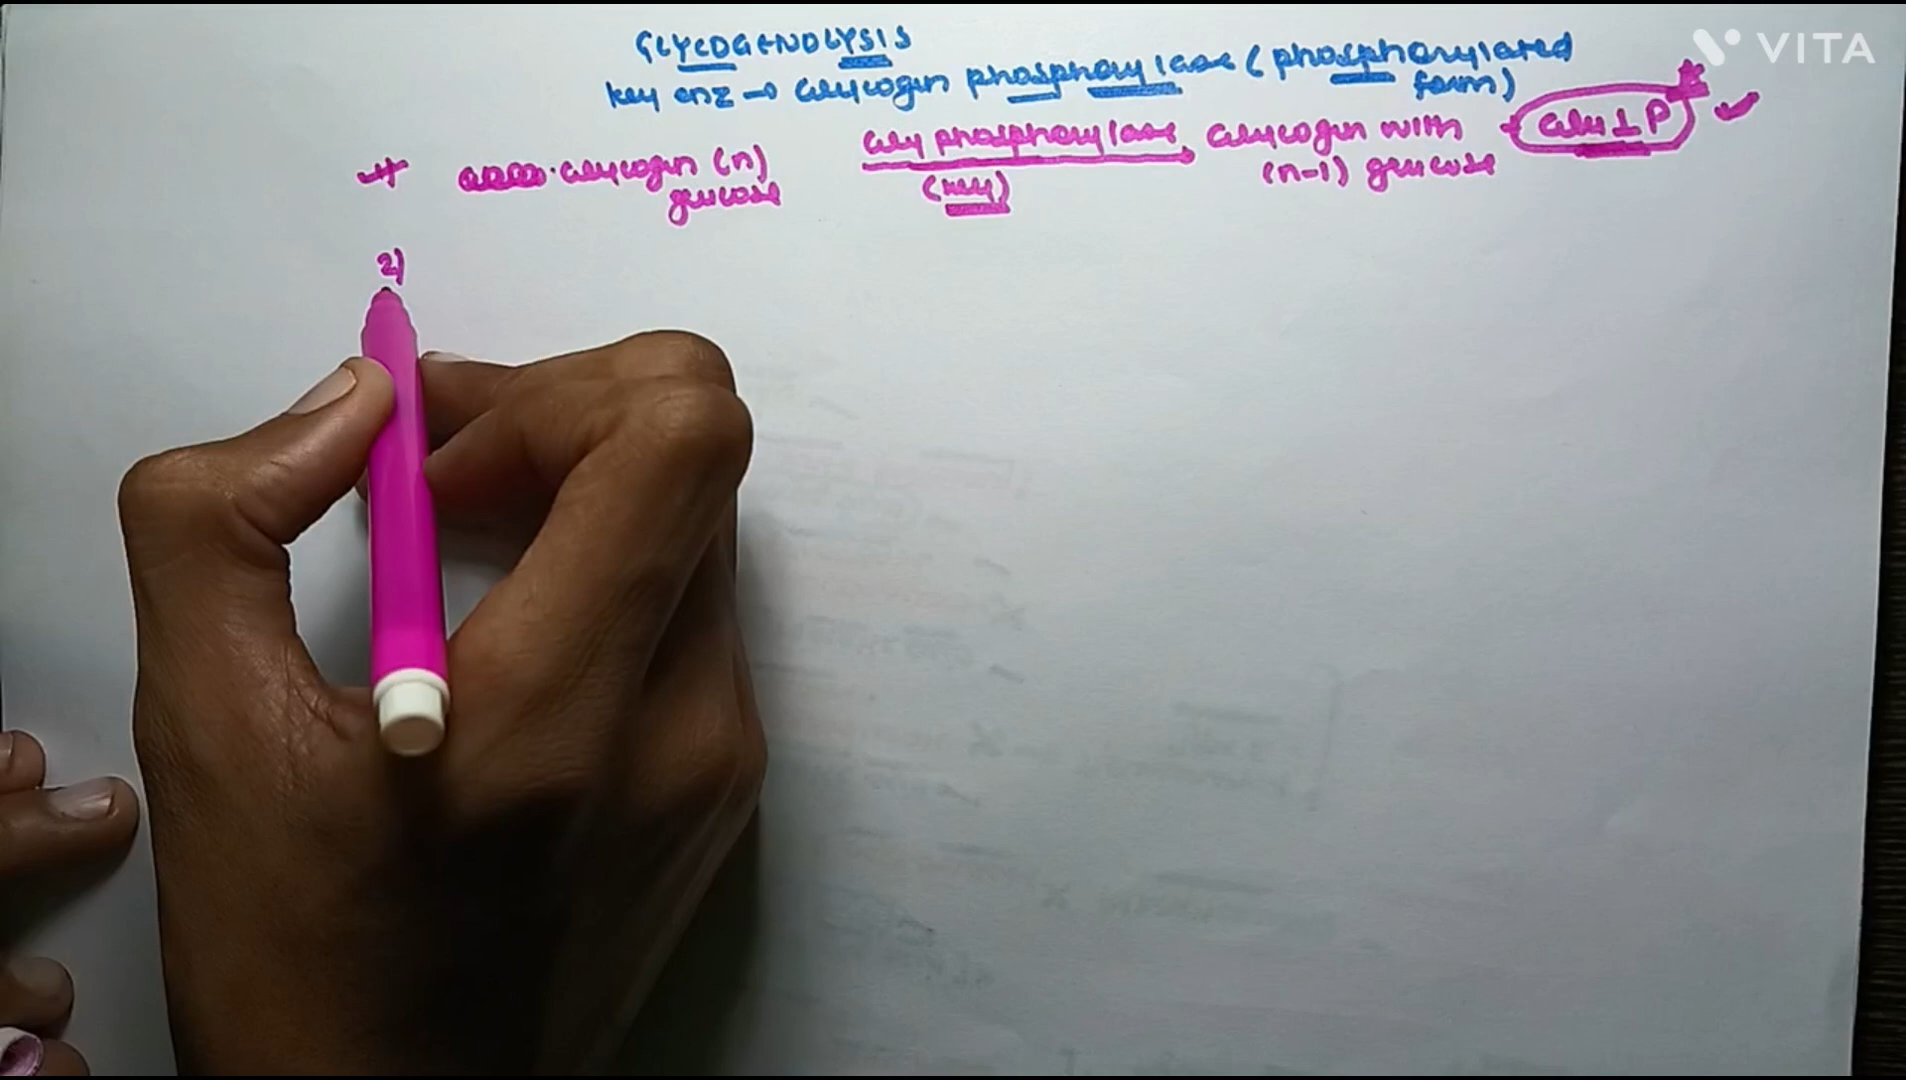 VITA
GLYCOGENOLYSIS
key enz → Glycogen phosphorylase (phosphorylated form)
Glycogen (n) glucose Gly phosphorylase (key) Glycogen with (n-1) glucose + Glu 1 P
2)